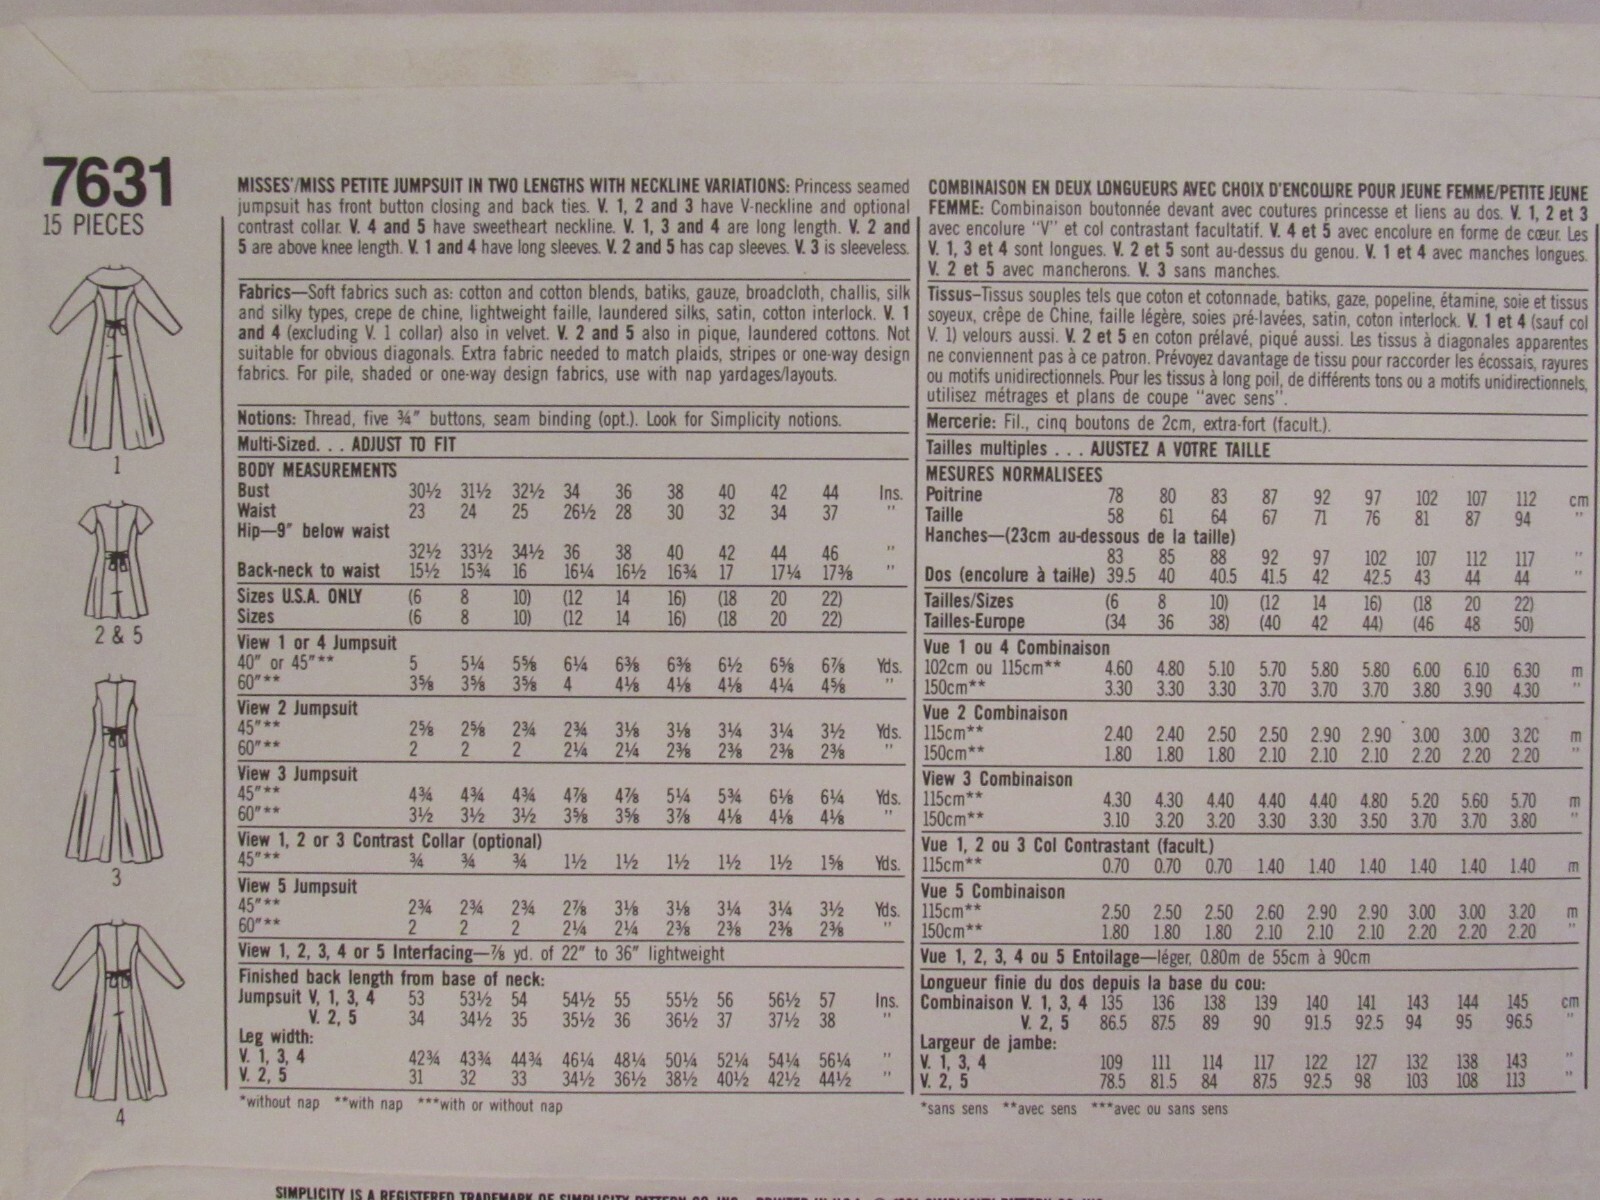 7631
15 PIECES
1
2 & 5
3
4
MISSES'/MISS PETITE JUMPSUIT IN TWO LENGTHS WITH NECKLINE VARIATIONS: Princess seamed
jumpsuit has front button closing and back ties. V. 1, 2 and 3 have V-neckline and optional
contrast collar. V. 4 and 5 have sweetheart neckline. V. 1, 3 and 4 are long length. V. 2 and
5 are above knee length. V. 1 and 4 have long sleeves. V. 2 and 5 has cap sleeves. V. 3 is sleeveless.
Fabrics—Soft fabrics such as: cotton and cotton blends, batiks, gauze, broadcloth, challis, silk
and silky types, crepe de chine, lightweight faille, laundered silks, satin, cotton interlock. V. 1
and 4 (excluding V. 1 collar) also in velvet. V. 2 and 5 also in pique, laundered cottons. Not
suitable for obvious diagonals. Extra fabric needed to match plaids, stripes or one-way design
fabrics. For pile, shaded or one-way design fabrics, use with nap yardages/layouts.
Notions: Thread, five ¾" buttons, seam binding (opt.). Look for Simplicity notions.
Multi-Sized. . . ADJUST TO FIT
BODY MEASUREMENTS
Bust 30½ 31½ 32½ 34 36 38 40 42 44 Ins.
Waist 23 24 25 26½ 28 30 32 34 37 "
Hip—9" below waist
32½ 33½ 34½ 36 38 40 42 44 46 "
Back-neck to waist 15½ 15¾ 16 16¼ 16½ 16¾ 17 17¼ 17⅜ "
Sizes U.S.A. ONLY (6 8 10) (12 14 16) (18 20 22)
Sizes (6 8 10) (12 14 16) (18 20 22)
View 1 or 4 Jumpsuit
40" or 45"** 5 5¼ 5⅝ 6¼ 6⅜ 6⅜ 6½ 6⅝ 6⅞ Yds.
60"** 3⅝ 3⅝ 3⅝ 4 4⅛ 4⅛ 4⅛ 4¼ 4⅝ "
View 2 Jumpsuit
45"** 2⅝ 2⅝ 2¾ 2¾ 3⅛ 3⅛ 3¼ 3¼ 3½ Yds.
60"** 2 2 2 2¼ 2¼ 2⅜ 2⅜ 2⅜ 2⅜ "
View 3 Jumpsuit
45"** 4¾ 4¾ 4¾ 4⅞ 4⅞ 5¼ 5¾ 6⅛ 6¼ Yds.
60"** 3½ 3½ 3½ 3⅝ 3⅝ 3⅞ 4⅛ 4⅛ 4⅛ "
View 1, 2 or 3 Contrast Collar (optional)
45"** ¾ ¾ ¾ 1½ 1½ 1½ 1½ 1½ 1⅝ Yds.
View 5 Jumpsuit
45"** 2¾ 2¾ 2¾ 2⅞ 3⅛ 3⅛ 3¼ 3¼ 3½ Yds.
60"** 2 2 2 2¼ 2¼ 2⅜ 2⅜ 2⅜ 2⅜ "
View 1, 2, 3, 4 or 5 Interfacing—⅞ yd. of 22" to 36" lightweight
Finished back length from base of neck:
Jumpsuit V, 1, 3, 4 53 53½ 54 54½ 55 55½ 56 56½ 57 Ins.
V. 2, 5 34 34½ 35 35½ 36 36½ 37 37½ 38 "
Leg width:
V. 1, 3, 4 42¾ 43¾ 44¾ 46¼ 48¼ 50¼ 52¼ 54¼ 56¼ "
V. 2, 5 31 32 33 34½ 36½ 38½ 40½ 42½ 44½ "
*without nap **with nap ***with or without nap
COMBINAISON EN DEUX LONGUEURS AVEC CHOIX D'ENCOLURE POUR JEUNE FEMME/PETITE JEUNE
FEMME: Combinaison boutonnée devant avec coutures princesse et liens au dos. V. 1, 2 et 3
avec encolure "V" et col contrastant facultatif. V. 4 et 5 avec encolure en forme de cœur. Les
V. 1, 3 et 4 sont longues. V. 2 et 5 sont au-dessus du genou. V. 1 et 4 avec manches longues.
V. 2 et 5 avec mancherons. V. 3 sans manches.
Tissus–Tissus souples tels que coton et cotonnade, batiks, gaze, popeline, étamine, soie et tissus
soyeux, crêpe de Chine, faille légère, soies pré-lavées, satin, coton interlock. V. 1 et 4 (sauf col
V. 1) velours aussi. V. 2 et 5 en coton prélavé, piqué aussi. Les tissus à diagonales apparentes
ne conviennent pas à ce patron. Prévoyez davantage de tissu pour raccorder les écossais, rayures
ou motifs unidirectionnels. Pour les tissus à long poil, de différents tons ou a motifs unidirectionnels,
utilisez métrages et plans de coupe "avec sens".
Mercerie: Fil., cinq boutons de 2cm, extra-fort (facult.).
Tailles multiples . . . AJUSTEZ A VOTRE TAILLE
MESURES NORMALISEES
Poitrine 78 80 83 87 92 97 102 107 112 cm
Taille 58 61 64 67 71 76 81 87 94 "
Hanches—(23cm au-dessous de la taille)
83 85 88 92 97 102 107 112 117 "
Dos (encolure à taille) 39.5 40 40.5 41.5 42 42.5 43 44 44 "
Tailles/Sizes (6 8 10) (12 14 16) (18 20 22)
Tailles-Europe (34 36 38) (40 42 44) (46 48 50)
Vue 1 ou 4 Combinaison
102cm ou 115cm** 4.60 4.80 5.10 5.70 5.80 5.80 6.00 6.10 6.30 m
150cm** 3.30 3.30 3.30 3.70 3.70 3.70 3.80 3.90 4.30 "
Vue 2 Combinaison
115cm** 2.40 2.40 2.50 2.50 2.90 2.90 3.00 3.00 3.20 m
150cm** 1.80 1.80 1.80 2.10 2.10 2.10 2.20 2.20 2.20 "
View 3 Combinaison
115cm** 4.30 4.30 4.40 4.40 4.40 4.80 5.20 5.60 5.70 m
150cm** 3.10 3.20 3.20 3.30 3.30 3.50 3.70 3.70 3.80 "
Vue 1, 2 ou 3 Col Contrastant (facult.)
115cm** 0.70 0.70 0.70 1.40 1.40 1.40 1.40 1.40 1.40 m
Vue 5 Combinaison
115cm** 2.50 2.50 2.50 2.60 2.90 2.90 3.00 3.00 3.20 m
150cm** 1.80 1.80 1.80 2.10 2.10 2.10 2.20 2.20 2.20 "
Vue 1, 2, 3, 4 ou 5 Entoilage—léger, 0.80m de 55cm à 90cm
Longueur finie du dos depuis la base du cou:
Combinaison V. 1, 3, 4 135 136 138 139 140 141 143 144 145 cm
V. 2, 5 86.5 87.5 89 90 91.5 92.5 94 95 96.5 "
Largeur de jambe:
V. 1, 3, 4 109 111 114 117 122 127 132 138 143 "
V. 2, 5 78.5 81.5 84 87.5 92.5 98 103 108 113 "
*sans sens **avec sens ***avec ou sans sens
SIMPLICITY IS A REGISTERED TRADEMARK OF SIMPLICITY PATTERN CO. INC.